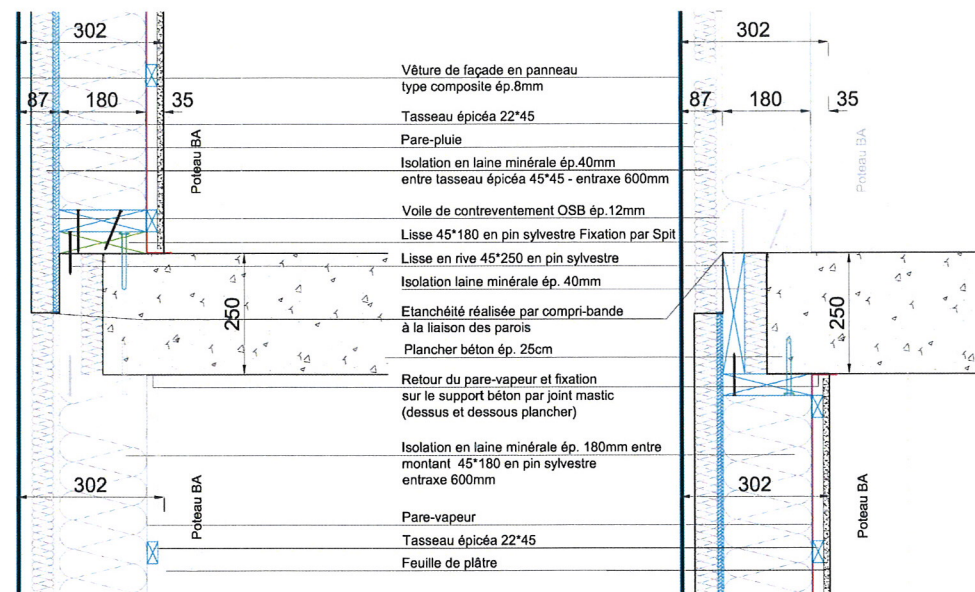 302
302
Vêture de façade en panneau
type composite ép.8mm
87
180
35
87
180
35
Tasseau épicéa 22*45
Pare-pluie
Poteau BA
Poteau BA
Isolation en laine minérale ép.40mm
entre tasseau épicéa 45*45 - entraxe 600mm
Voile de contreventement OSB ép.12mm
Lisse 45*180 en pin sylvestre Fixation par Spit
Lisse en rive 45*250 en pin sylvestre
Isolation laine minérale ép. 40mm
250
250
Etanchéité réalisée par compri-bande
à la liaison des parois
Plancher béton ép. 25cm
Retour du pare-vapeur et fixation
sur le support béton par joint mastic
(dessus et dessous plancher)
Isolation en laine minérale ép. 180mm entre
montant 45*180 en pin sylvestre
entraxe 600mm
302
302
Poteau BA
Poteau BA
Pare-vapeur
Tasseau épicéa 22*45
Feuille de plâtre